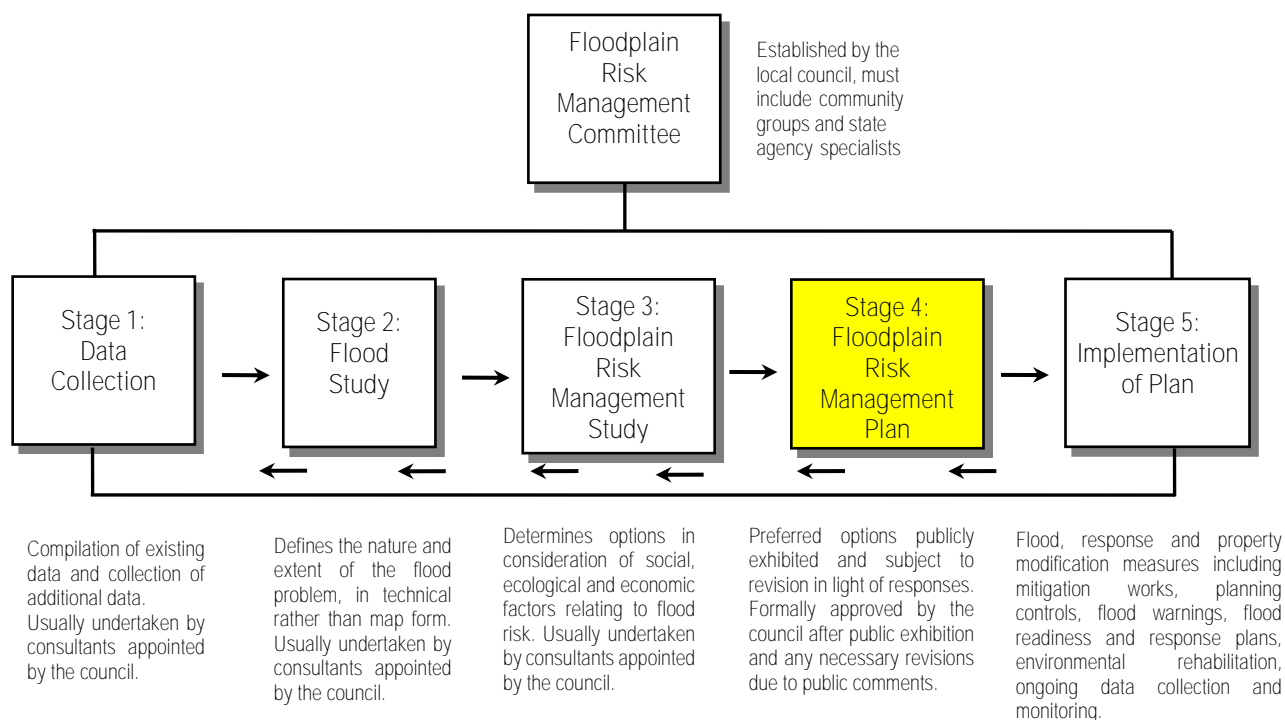 Floodplain
Risk
Management
Committee
Established by the
local council, must
include community
groups and state
agency specialists
Stage 1:
Data
Collection
Stage 2:
Flood
Study
Stage 3:
Floodplain
Risk
Management
Study
Stage 4:
Floodplain
Risk
Management
Plan
Stage 5:
Implementation
of Plan
Compilation of existing
data and collection of
additional data.
Usually undertaken by
consultants appointed
by the council.
Defines the nature and
extent of the flood
problem, in technical
rather than map form.
Usually undertaken by
consultants appointed
by the council.
Determines options in
consideration of social,
ecological and economic
factors relating to flood
risk. Usually undertaken
by consultants appointed
by the council.
Preferred options publicly
exhibited and subject to
revision in light of responses.
Formally approved by the
council after public exhibition
and any necessary revisions
due to public comments.
Flood, response and property
modification measures including
mitigation works, planning
controls, flood warnings, flood
readiness and response plans,
environmental rehabilitation,
ongoing data collection and
monitoring.